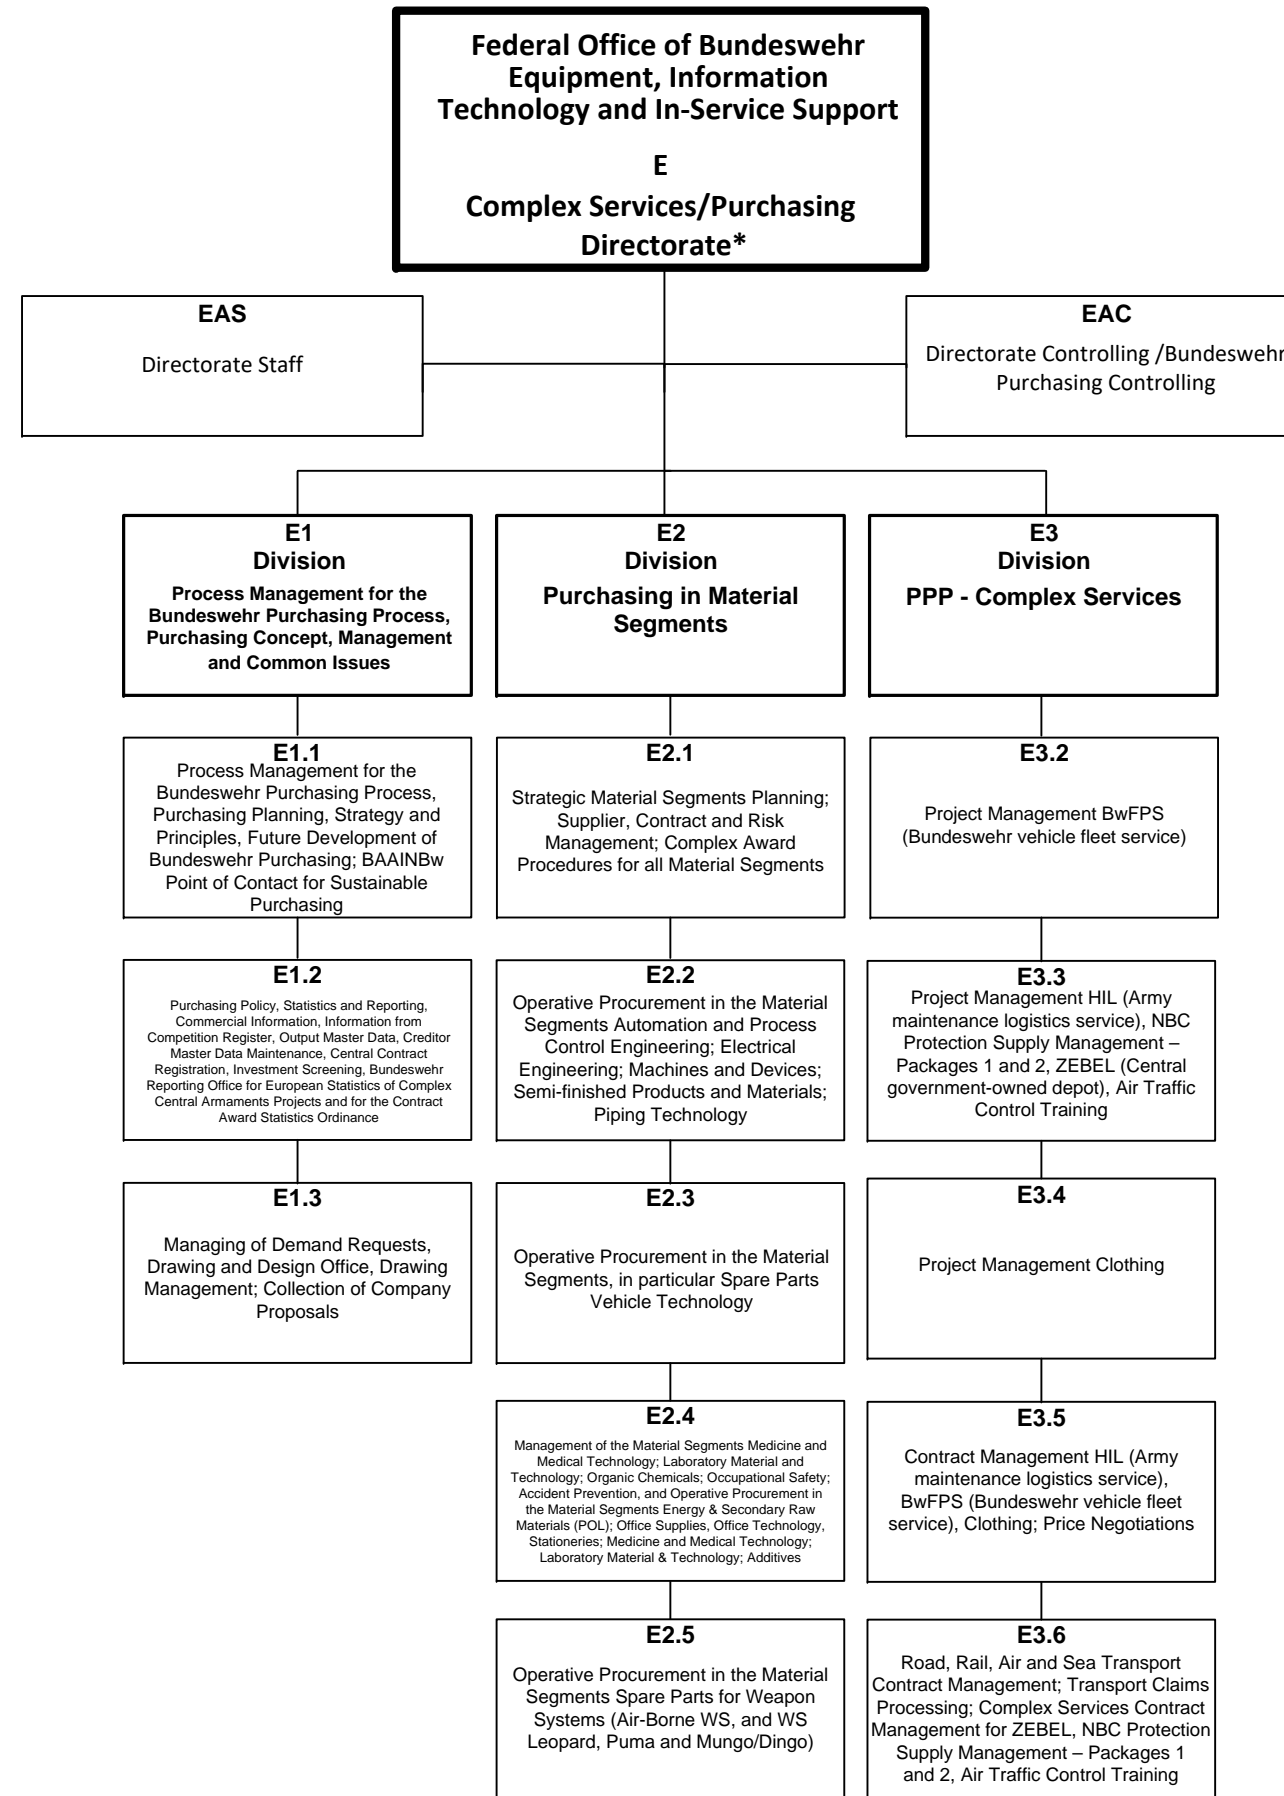 Federal Office of Bundeswehr
Equipment, Information
Technology and In-Service Support
E
Complex Services/Purchasing
Directorate*
EAS
Directorate Staff
EAC
Directorate Controlling /Bundeswehr
Purchasing Controlling
E1
Division
Process Management for the
Bundeswehr Purchasing Process,
Purchasing Concept, Management
and Common Issues
E2
Division
Purchasing in Material
Segments
E3
Division
PPP - Complex Services
E1.1
Process Management for the
Bundeswehr Purchasing Process,
Purchasing Planning, Strategy and
Principles, Future Development of
Bundeswehr Purchasing; BAAINBw
Point of Contact for Sustainable
Purchasing
E2.1
Strategic Material Segments Planning;
Supplier, Contract and Risk
Management; Complex Award
Procedures for all Material Segments
E3.2
Project Management BwFPS
(Bundeswehr vehicle fleet service)
E1.2
Purchasing Policy, Statistics and Reporting,
Commercial Information, Information from
Competition Register, Output Master Data, Creditor
Master Data Maintenance, Central Contract
Registration, Investment Screening, Bundeswehr
Reporting Office for European Statistics of Complex
Central Armaments Projects and for the Contract
Award Statistics Ordinance
E2.2
Operative Procurement in the Material
Segments Automation and Process
Control Engineering; Electrical
Engineering; Machines and Devices;
Semi-finished Products and Materials;
Piping Technology
E3.3
Project Management HIL (Army
maintenance logistics service), NBC
Protection Supply Management –
Packages 1 and 2, ZEBEL (Central
government-owned depot), Air Traffic
Control Training
E1.3
Managing of Demand Requests,
Drawing and Design Office, Drawing
Management; Collection of Company
Proposals
E2.3
Operative Procurement in the Material
Segments, in particular Spare Parts
Vehicle Technology
E3.4
Project Management Clothing
E2.4
Management of the Material Segments Medicine and
Medical Technology; Laboratory Material and
Technology; Organic Chemicals; Occupational Safety;
Accident Prevention, and Operative Procurement in
the Material Segments Energy & Secondary Raw
Materials (POL); Office Supplies, Office Technology,
Stationeries; Medicine and Medical Technology;
Laboratory Material & Technology; Additives
E3.5
Contract Management HIL (Army
maintenance logistics service),
BwFPS (Bundeswehr vehicle fleet
service), Clothing; Price Negotiations
E2.5
Operative Procurement in the Material
Segments Spare Parts for Weapon
Systems (Air-Borne WS, and WS
Leopard, Puma and Mungo/Dingo)
E3.6
Road, Rail, Air and Sea Transport
Contract Management; Transport Claims
Processing; Complex Services Contract
Management for ZEBEL, NBC Protection
Supply Management – Packages 1
and 2, Air Traffic Control Training